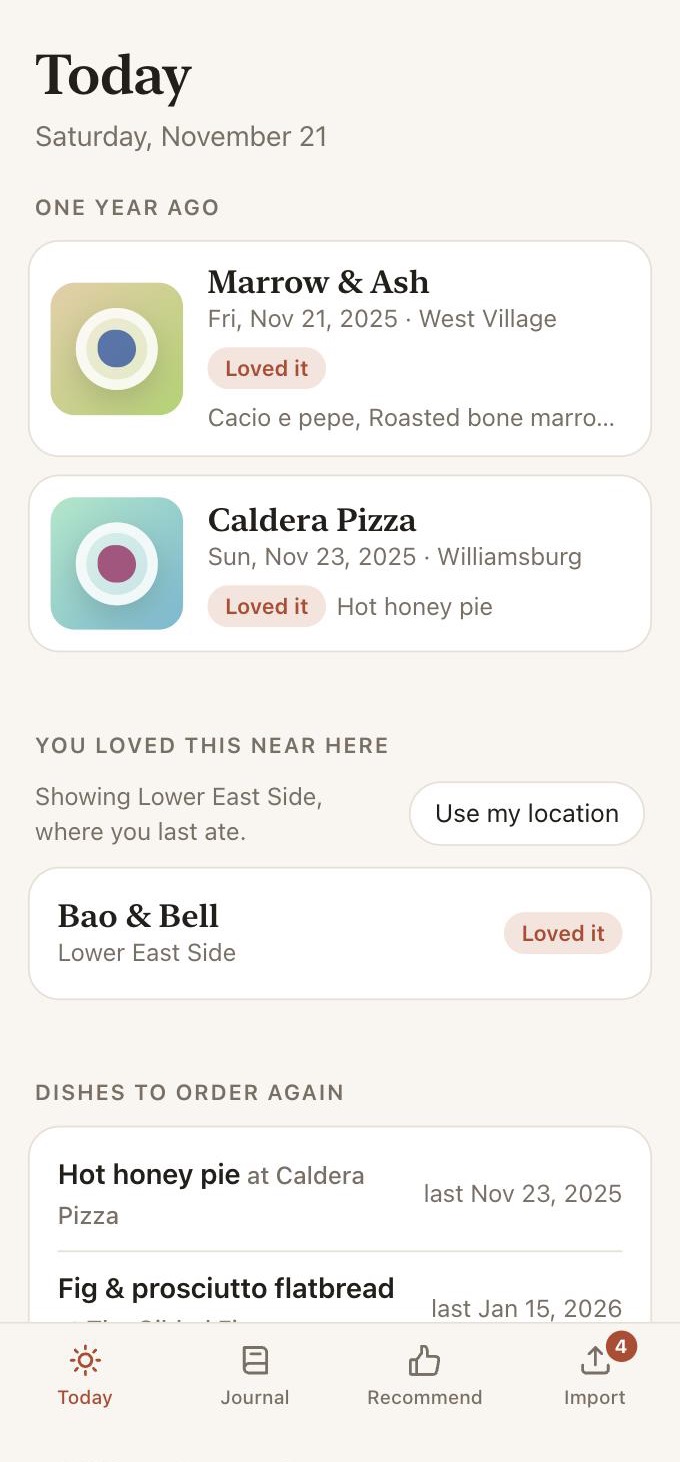 Today
Saturday, November 21
ONE YEAR AGO
Marrow & Ash
Fri, Nov 21, 2025 · West Village
Loved it
Cacio e pepe, Roasted bone marro...
Caldera Pizza
Sun, Nov 23, 2025 · Williamsburg
Loved it Hot honey pie
YOU LOVED THIS NEAR HERE
Showing Lower East Side,
where you last ate.
Use my location
Bao & Bell
Lower East Side
Loved it
DISHES TO ORDER AGAIN
Hot honey pie at Caldera
Pizza
last Nov 23, 2025
Fig & prosciutto flatbread
last Jan 15, 2026
4
Today
Journal
Recommend
Import